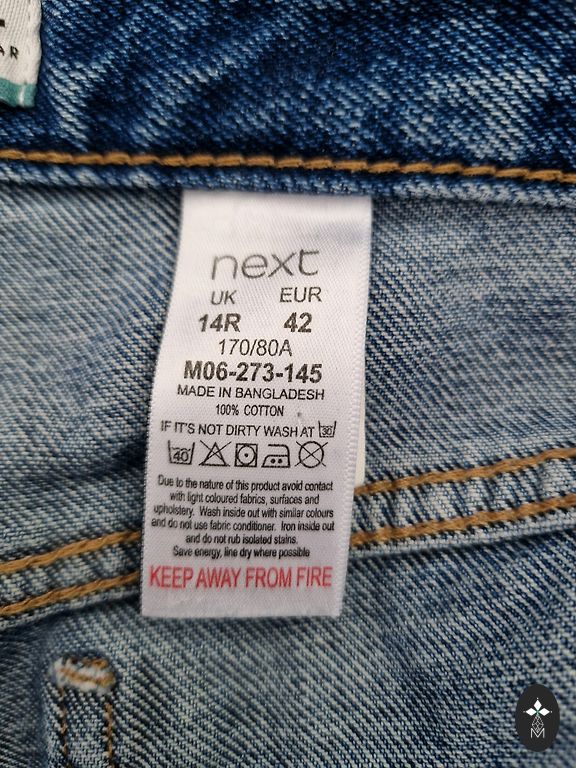 AR
next
UK EUR
14R 42
170/80A
M06-273-145
MADE IN BANGLADESH
100% COTTON
IF IT'S NOT DIRTY WASH AT 30
40
Due to the nature of this product avoid contact
with light coloured fabrics, surfaces and
upholstery. Wash inside out with similar colours
and do not use fabric conditioner. Iron inside out
and do not rub isolated stains.
Save energy, line dry where possible
KEEP AWAY FROM FIRE
M